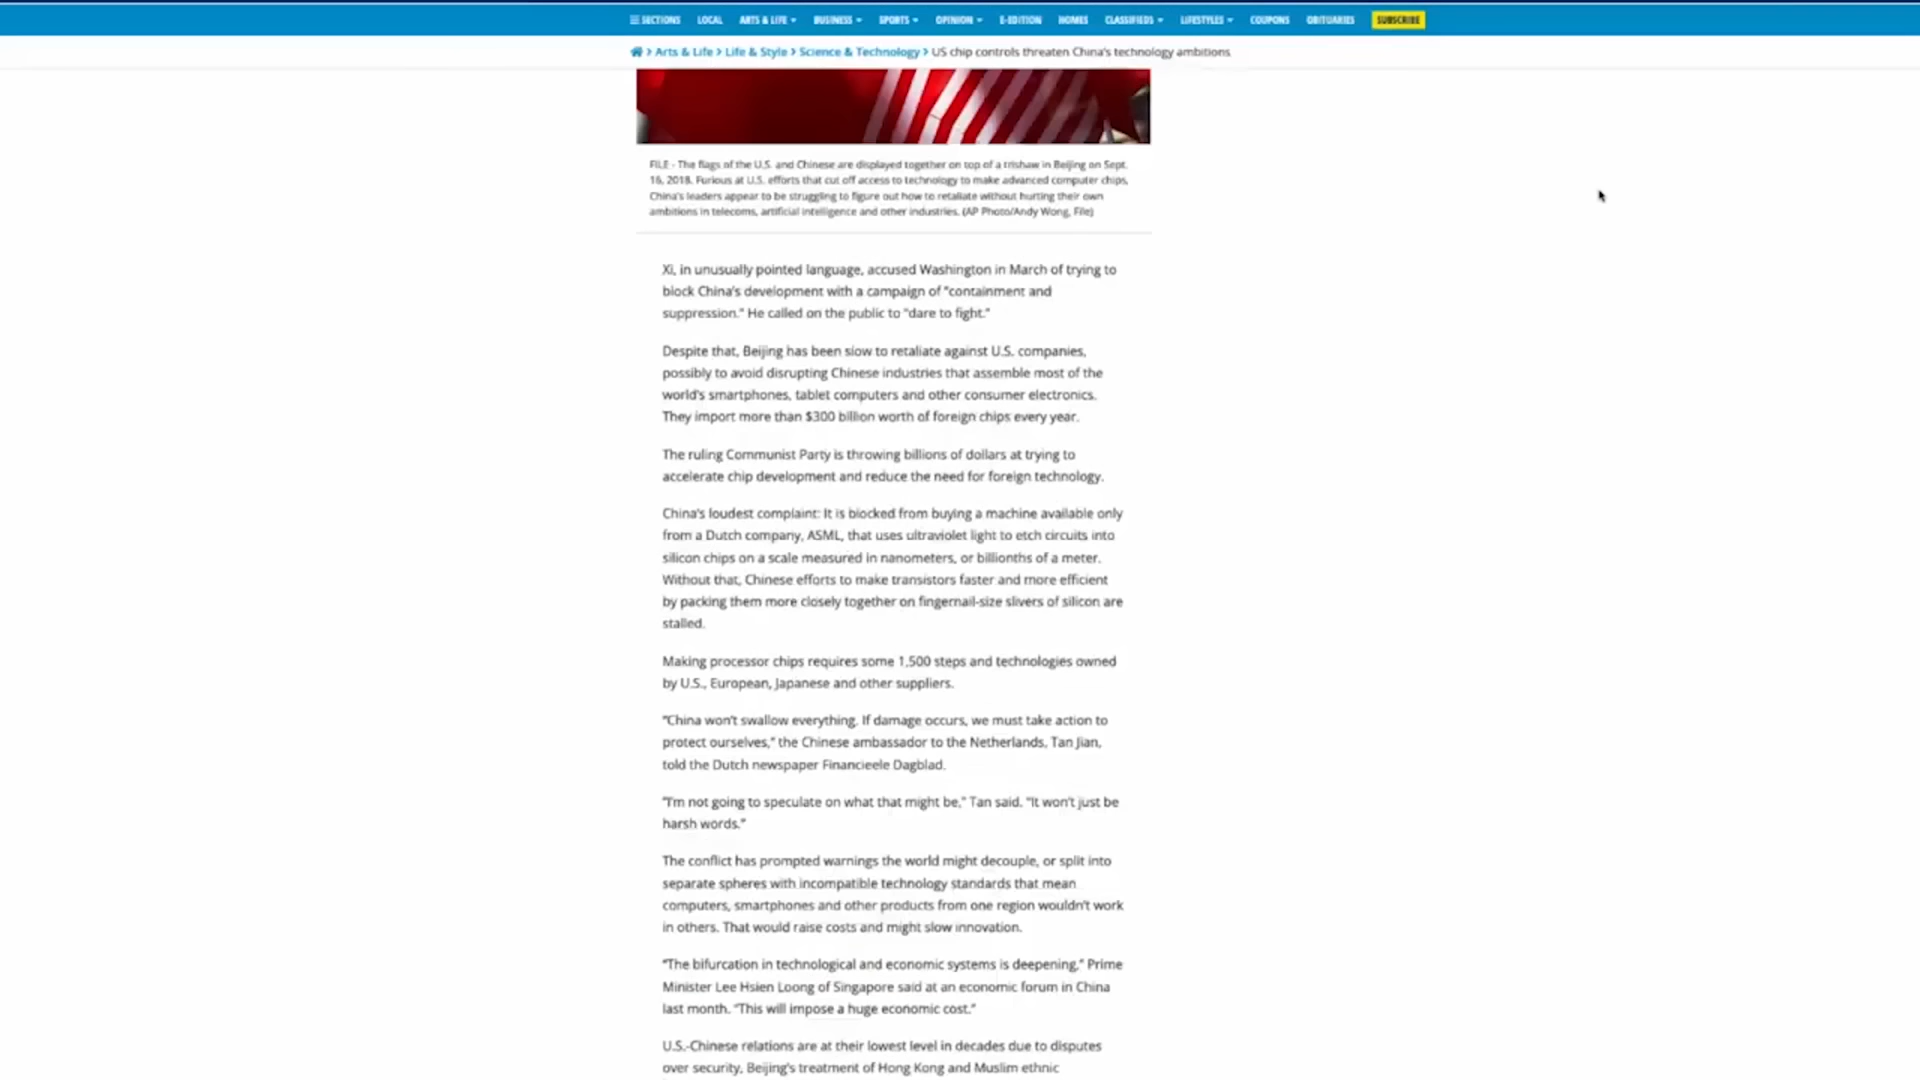 SECTIONS LOCAL ARTS & LIFE BUSINESS SPORTS OPINION E-EDITION HOMES CLASSIFIEDS LIFESTYLES COUPONS OBITUARIES SUBSCRIBE
> Arts & Life > Life & Style > Science & Technology > US chip controls threaten China's technology ambitions
FILE - The flags of the U.S. and Chinese are displayed together on top of a trishaw in Beijing on Sept.
16, 2018. Furious at U.S. efforts that cut off access to technology to make advanced computer chips,
China's leaders appear to be struggling to figure out how to retaliate without hurting their own
ambitions in telecoms, artificial intelligence and other industries. (AP Photo/Andy Wong, File)
Xi, in unusually pointed language, accused Washington in March of trying to
block China's development with a campaign of "containment and
suppression." He called on the public to "dare to fight."
Despite that, Beijing has been slow to retaliate against U.S. companies,
possibly to avoid disrupting Chinese industries that assemble most of the
world's smartphones, tablet computers and other consumer electronics.
They import more than $300 billion worth of foreign chips every year.
The ruling Communist Party is throwing billions of dollars at trying to
accelerate chip development and reduce the need for foreign technology.
China's loudest complaint: It is blocked from buying a machine available only
from a Dutch company, ASML, that uses ultraviolet light to etch circuits into
silicon chips on a scale measured in nanometers, or billionths of a meter.
Without that, Chinese efforts to make transistors faster and more efficient
by packing them more closely together on fingernail-size slivers of silicon are
stalled.
Making processor chips requires some 1,500 steps and technologies owned
by U.S., European, Japanese and other suppliers.
"China won't swallow everything. If damage occurs, we must take action to
protect ourselves," the Chinese ambassador to the Netherlands, Tan Jian,
told the Dutch newspaper Financieele Dagblad.
"I'm not going to speculate on what that might be," Tan said. "It won't just be
harsh words."
The conflict has prompted warnings the world might decouple, or split into
separate spheres with incompatible technology standards that mean
computers, smartphones and other products from one region wouldn't work
in others. That would raise costs and might slow innovation.
"The bifurcation in technological and economic systems is deepening," Prime
Minister Lee Hsien Loong of Singapore said at an economic forum in China
last month. "This will impose a huge economic cost."
U.S.-Chinese relations are at their lowest level in decades due to disputes
over security, Beijing's treatment of Hong Kong and Muslim ethnic